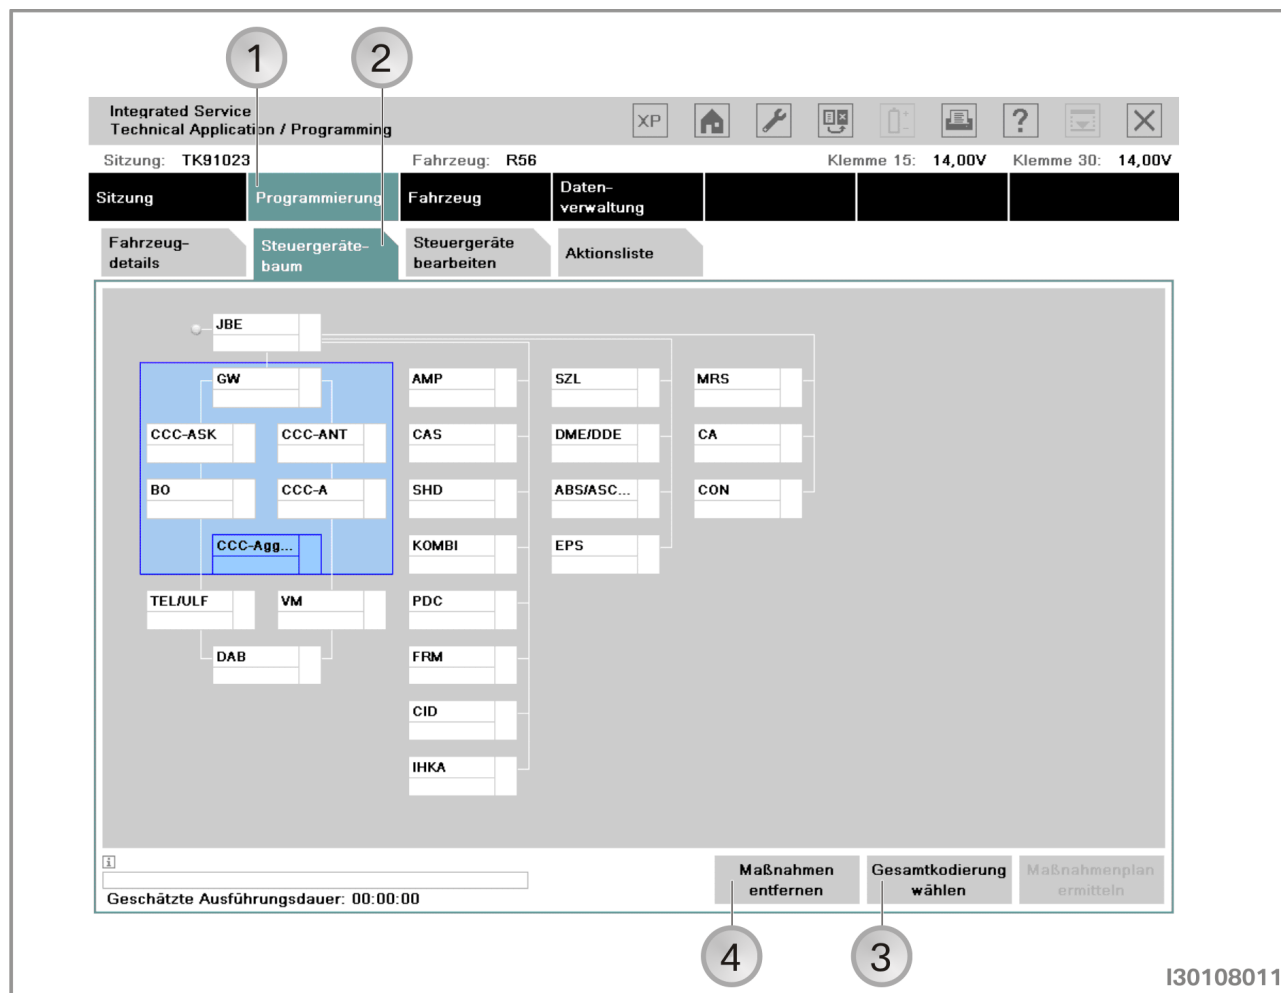 1
2
Integrated Service
Technical Application / Programming
XP
?
Sitzung: TK91023
Fahrzeug: R56
Klemme 15: 14,00V
Klemme 30: 14,00V
Sitzung
Programmierung
Fahrzeug
Daten-
verwaltung
Fahrzeug-
details
Steuergeräte-
baum
Steuergeräte
bearbeiten
Aktionsliste
JBE
GW
AMP
SZL
MRS
CCC-ASK
CCC-ANT
CAS
DME/DDE
CA
BO
CCC-A
SHD
ABS/ASC...
CON
CCC-Agg...
KOMBI
EPS
TEL/ULF
VM
PDC
DAB
FRM
CID
IHKA
i
Geschätzte Ausführungsdauer: 00:00:00
Maßnahmen
entfernen
Gesamtkodierung
wählen
Maßnahmenplan
ermitteln
4
3
I30108011